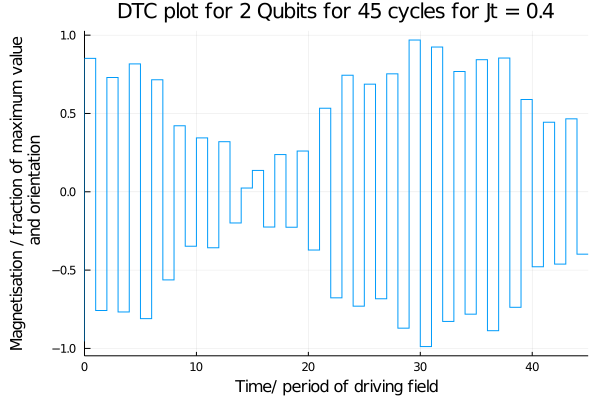 DTC plot for 2 Qubits for 45 cycles for Jt = 0.4
Magnetisation / fraction of maximum value
and orientation
1.0
0.5
0.0
−0.5
−1.0
0
10
20
30
40
Time/ period of driving field